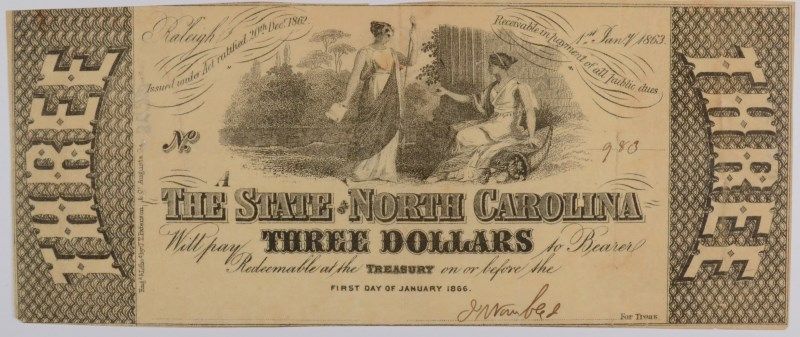 THREE
Raleigh
Issued under Act ratified 20th Dec. 1862
Receivable in payment of all public dues.
1st Jany 1863
No
983
A
THE STATE OF NORTH CAROLINA
Will pay THREE DOLLARS to Bearer
Redeemable at the TREASURY on or before the
FIRST DAY OF JANUARY 1866.
For Treas.
THREE